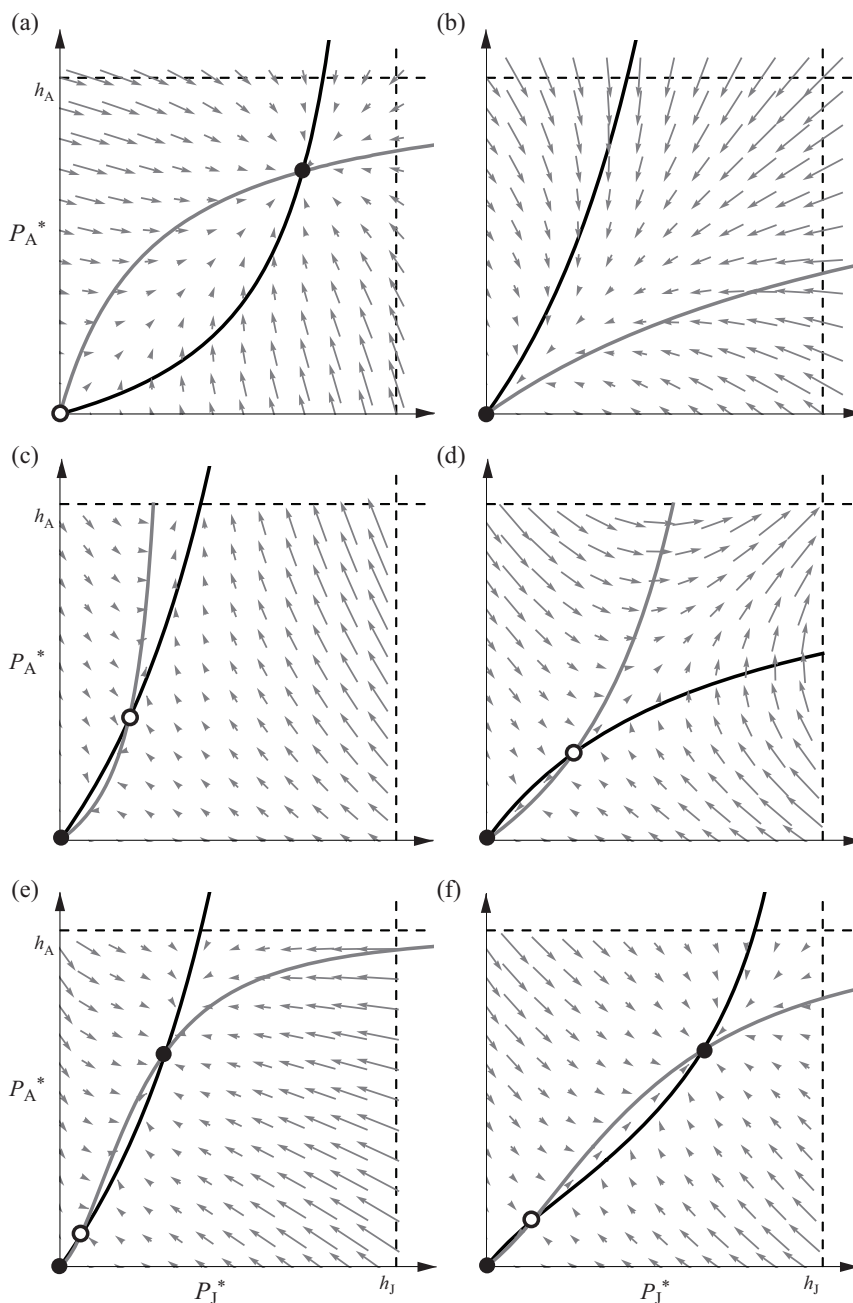 (a)
(b)
h_A
P_A*
(c)
(d)
h_A
P_A*
(e)
(f)
h_A
P_A*
P_J*
h_J
P_J*
h_J